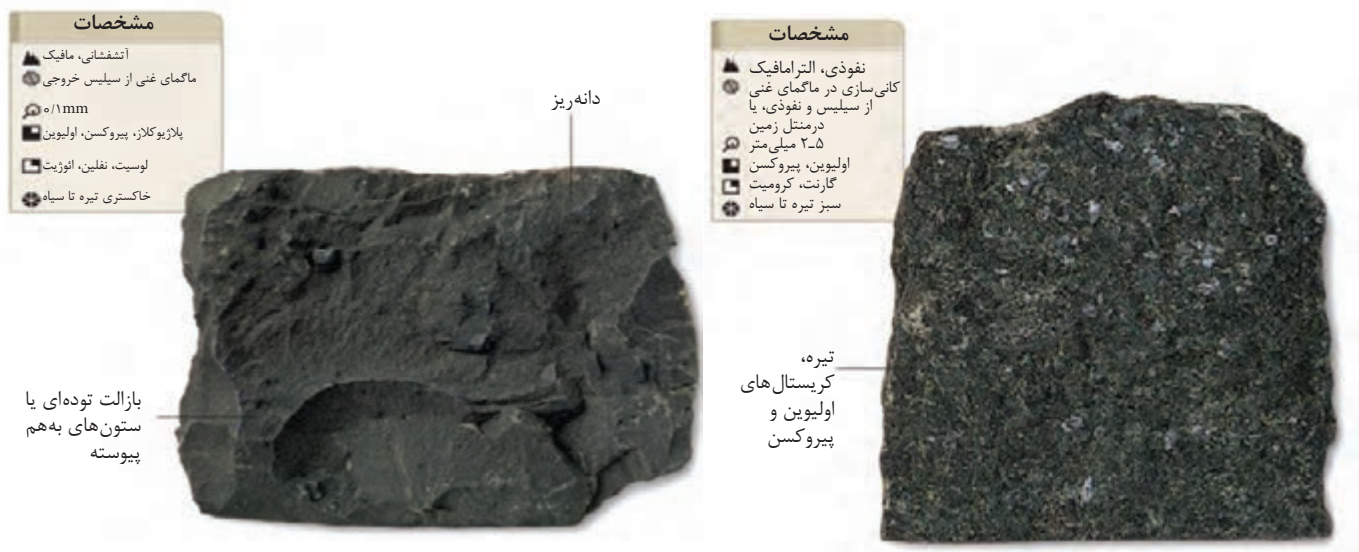 مشخصات
نفوذی، الترامافیک
کانی‌سازی در ماگمای غنی
از سیلیس و نفوذی، یا
درمنتل زمین
۵ـ۲ میلی‌متر
اولیوین، پیروکسن
گارنت، کرومیت
سبز تیره تا سیاه
تیره،
کریستال‌های
اولیوین و
پیروکسن
مشخصات
آتشفشانی، مافیک
ماگمای غنی از سیلیس خروجی
۰/۱mm
پلاژیوکلاز، پیروکسن، اولیوین
لوسیت، نفلین، ائوژیت
خاکستری تیره تا سیاه
دانه‌ریز
بازالت توده‌ای یا
ستون‌های به‌هم
پیوسته